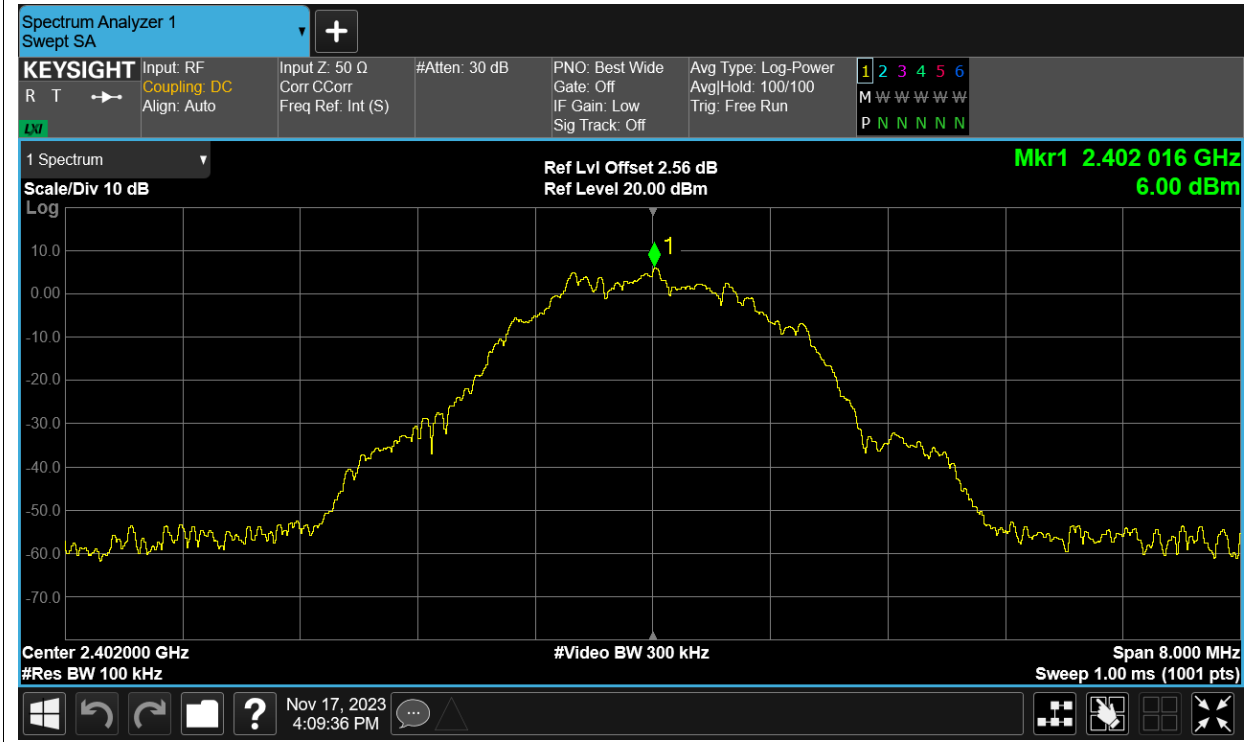 Spectrum Analyzer 1
Swept SA
+
KEYSIGHT
R T
LXI
Input: RF
Coupling: DC
Align: Auto
Input Z: 50 Ω
Corr CCorr
Freq Ref: Int (S)
#Atten: 30 dB
PNO: Best Wide
Gate: Off
IF Gain: Low
Sig Track: Off
Avg Type: Log-Power
Avg|Hold: 100/100
Trig: Free Run
1 2 3 4 5 6
M W W W W W
P N N N N N
1 Spectrum
Scale/Div 10 dB
Log
Ref Lvl Offset 2.56 dB
Ref Level 20.00 dBm
Mkr1 2.402 016 GHz
6.00 dBm
1
10.0
0.00
-10.0
-20.0
-30.0
-40.0
-50.0
-60.0
-70.0
Center 2.402000 GHz
#Res BW 100 kHz
#Video BW 300 kHz
Span 8.000 MHz
Sweep 1.00 ms (1001 pts)
?
Nov 17, 2023
4:09:36 PM